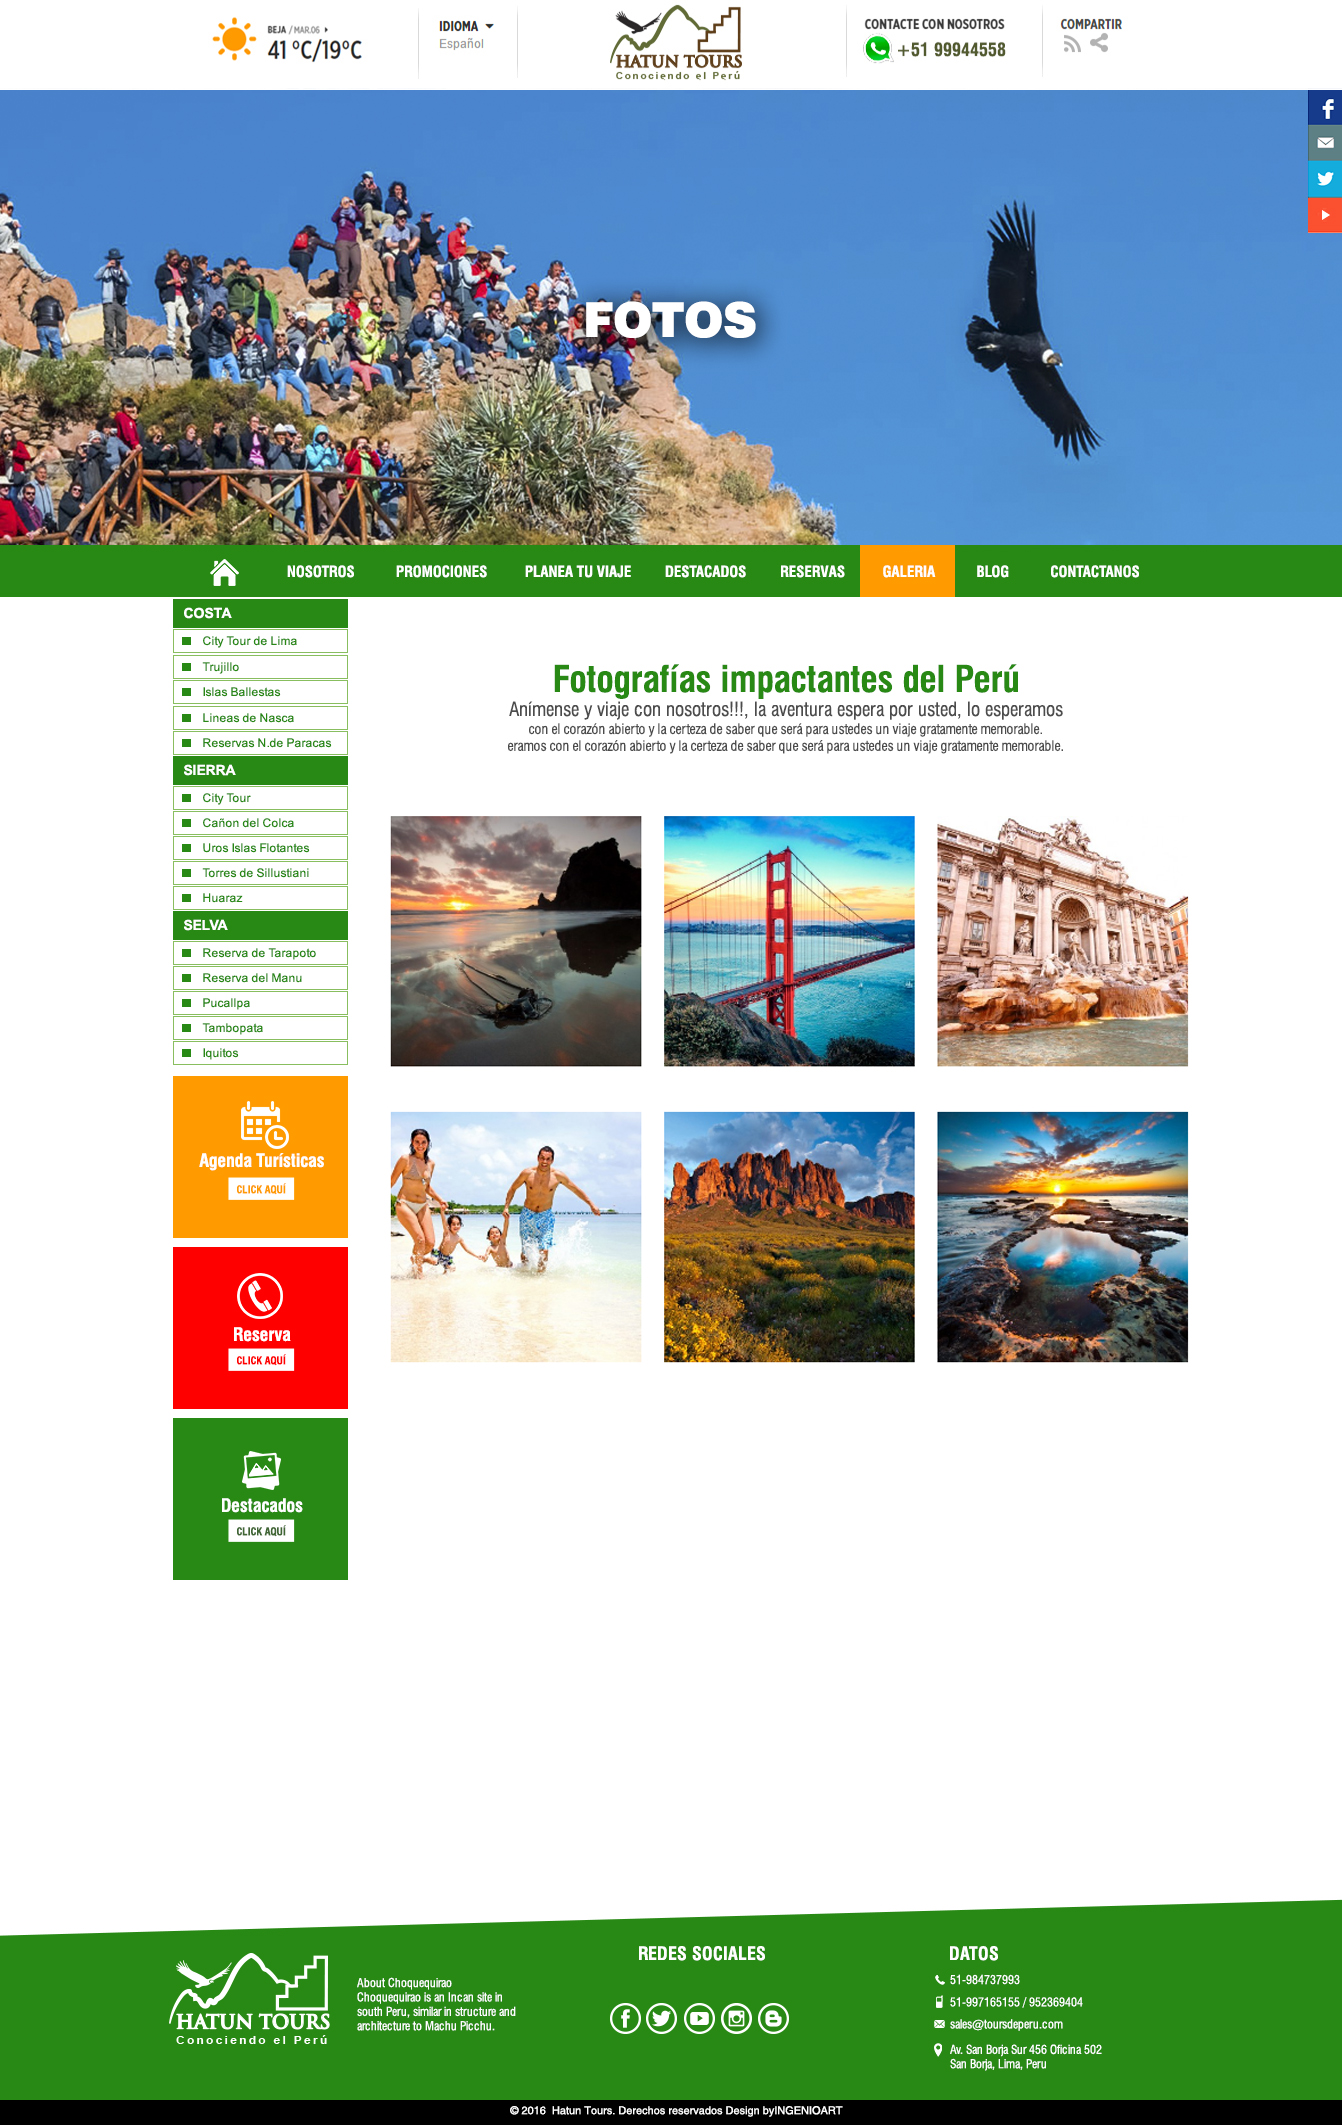 BEJA / MAR.06
41 ºC/19ºC
IDIOMA
Español
HATUN TOURS
Conociendo el Perú
CONTACTE CON NOSOTROS
+51 99944558
COMPARTIR
FOTOS
NOSOTROS PROMOCIONES PLANEA TU VIAJE DESTACADOS RESERVAS GALERIA BLOG CONTACTANOS
COSTA
City Tour de Lima
Trujillo
Islas Ballestas
Lineas de Nasca
Reservas N.de Paracas
SIERRA
City Tour
Cañon del Colca
Uros Islas Flotantes
Torres de Sillustiani
Huaraz
SELVA
Reserva de Tarapoto
Reserva del Manu
Pucallpa
Tambopata
Iquitos
Agenda Turísticas
CLICK AQUÍ
Reserva
CLICK AQUÍ
Destacados
CLICK AQUÍ
Fotografías impactantes del Perú
Anímense y viaje con nosotros!!!, la aventura espera por usted, lo esperamos
con el corazón abierto y la certeza de saber que será para ustedes un viaje gratamente memorable.
eramos con el corazón abierto y la certeza de saber que será para ustedes un viaje gratamente memorable.
HATUN TOURS
Conociendo el Perú
About Choquequirao
Choquequirao is an Incan site in
south Peru, similar in structure and
architecture to Machu Picchu.
REDES SOCIALES
DATOS
51-984737993
51-997165155 / 952369404
sales@toursdeperu.com
Av. San Borja Sur 456 Oficina 502
San Borja, Lima, Peru
© 2016 Hatun Tours. Derechos reservados Design byINGENIOART